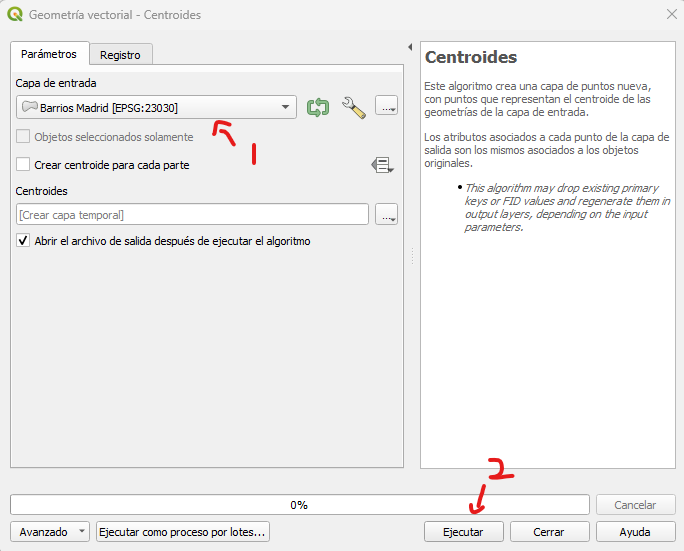 Geometría vectorial - Centroides
Parámetros
Registro
Capa de entrada
Barrios Madrid [EPSG:23030]
...
1
Objetos seleccionados solamente
Crear centroide para cada parte
Centroides
[Crear capa temporal]
...
Abrir el archivo de salida después de ejecutar el algoritmo
Centroides
Este algoritmo crea una capa de puntos nueva,
con puntos que representan el centroide de las
geometrías de la capa de entrada.
Los atributos asociados a cada punto de la capa de
salida son los mismos asociados a los objetos
originales.
This algorithm may drop existing primary
keys or FID values and regenerate them in
output layers, depending on the input
parameters.
2
0%
Cancelar
Avanzado
Ejecutar como proceso por lotes...
Ejecutar
Cerrar
Ayuda